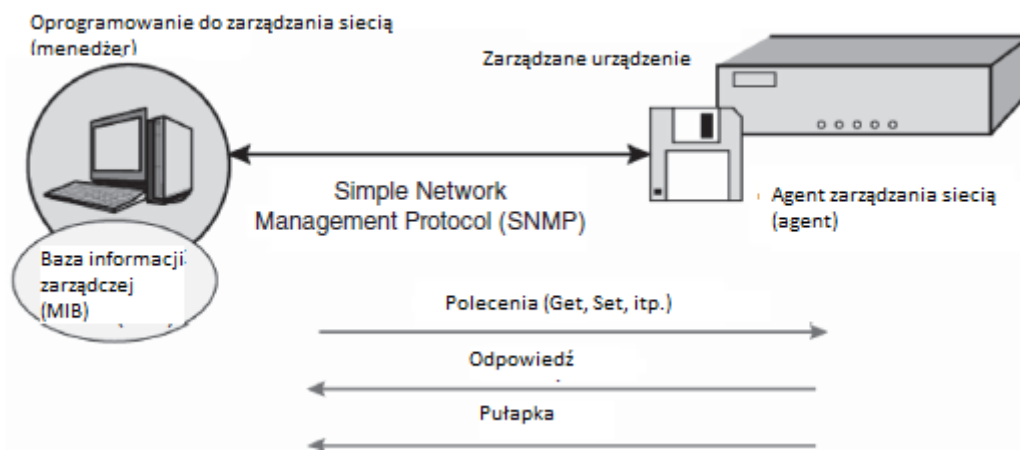 Oprogramowanie do zarządzania siecią
(menedżer)
Zarządzane urządzenie
Simple Network
Management Protocol (SNMP)
Agent zarządzania siecią
(agent)
Baza informacji
zarządczej
(MIB)
Polecenia (Get, Set, itp.)
Odpowiedź
Pułapka